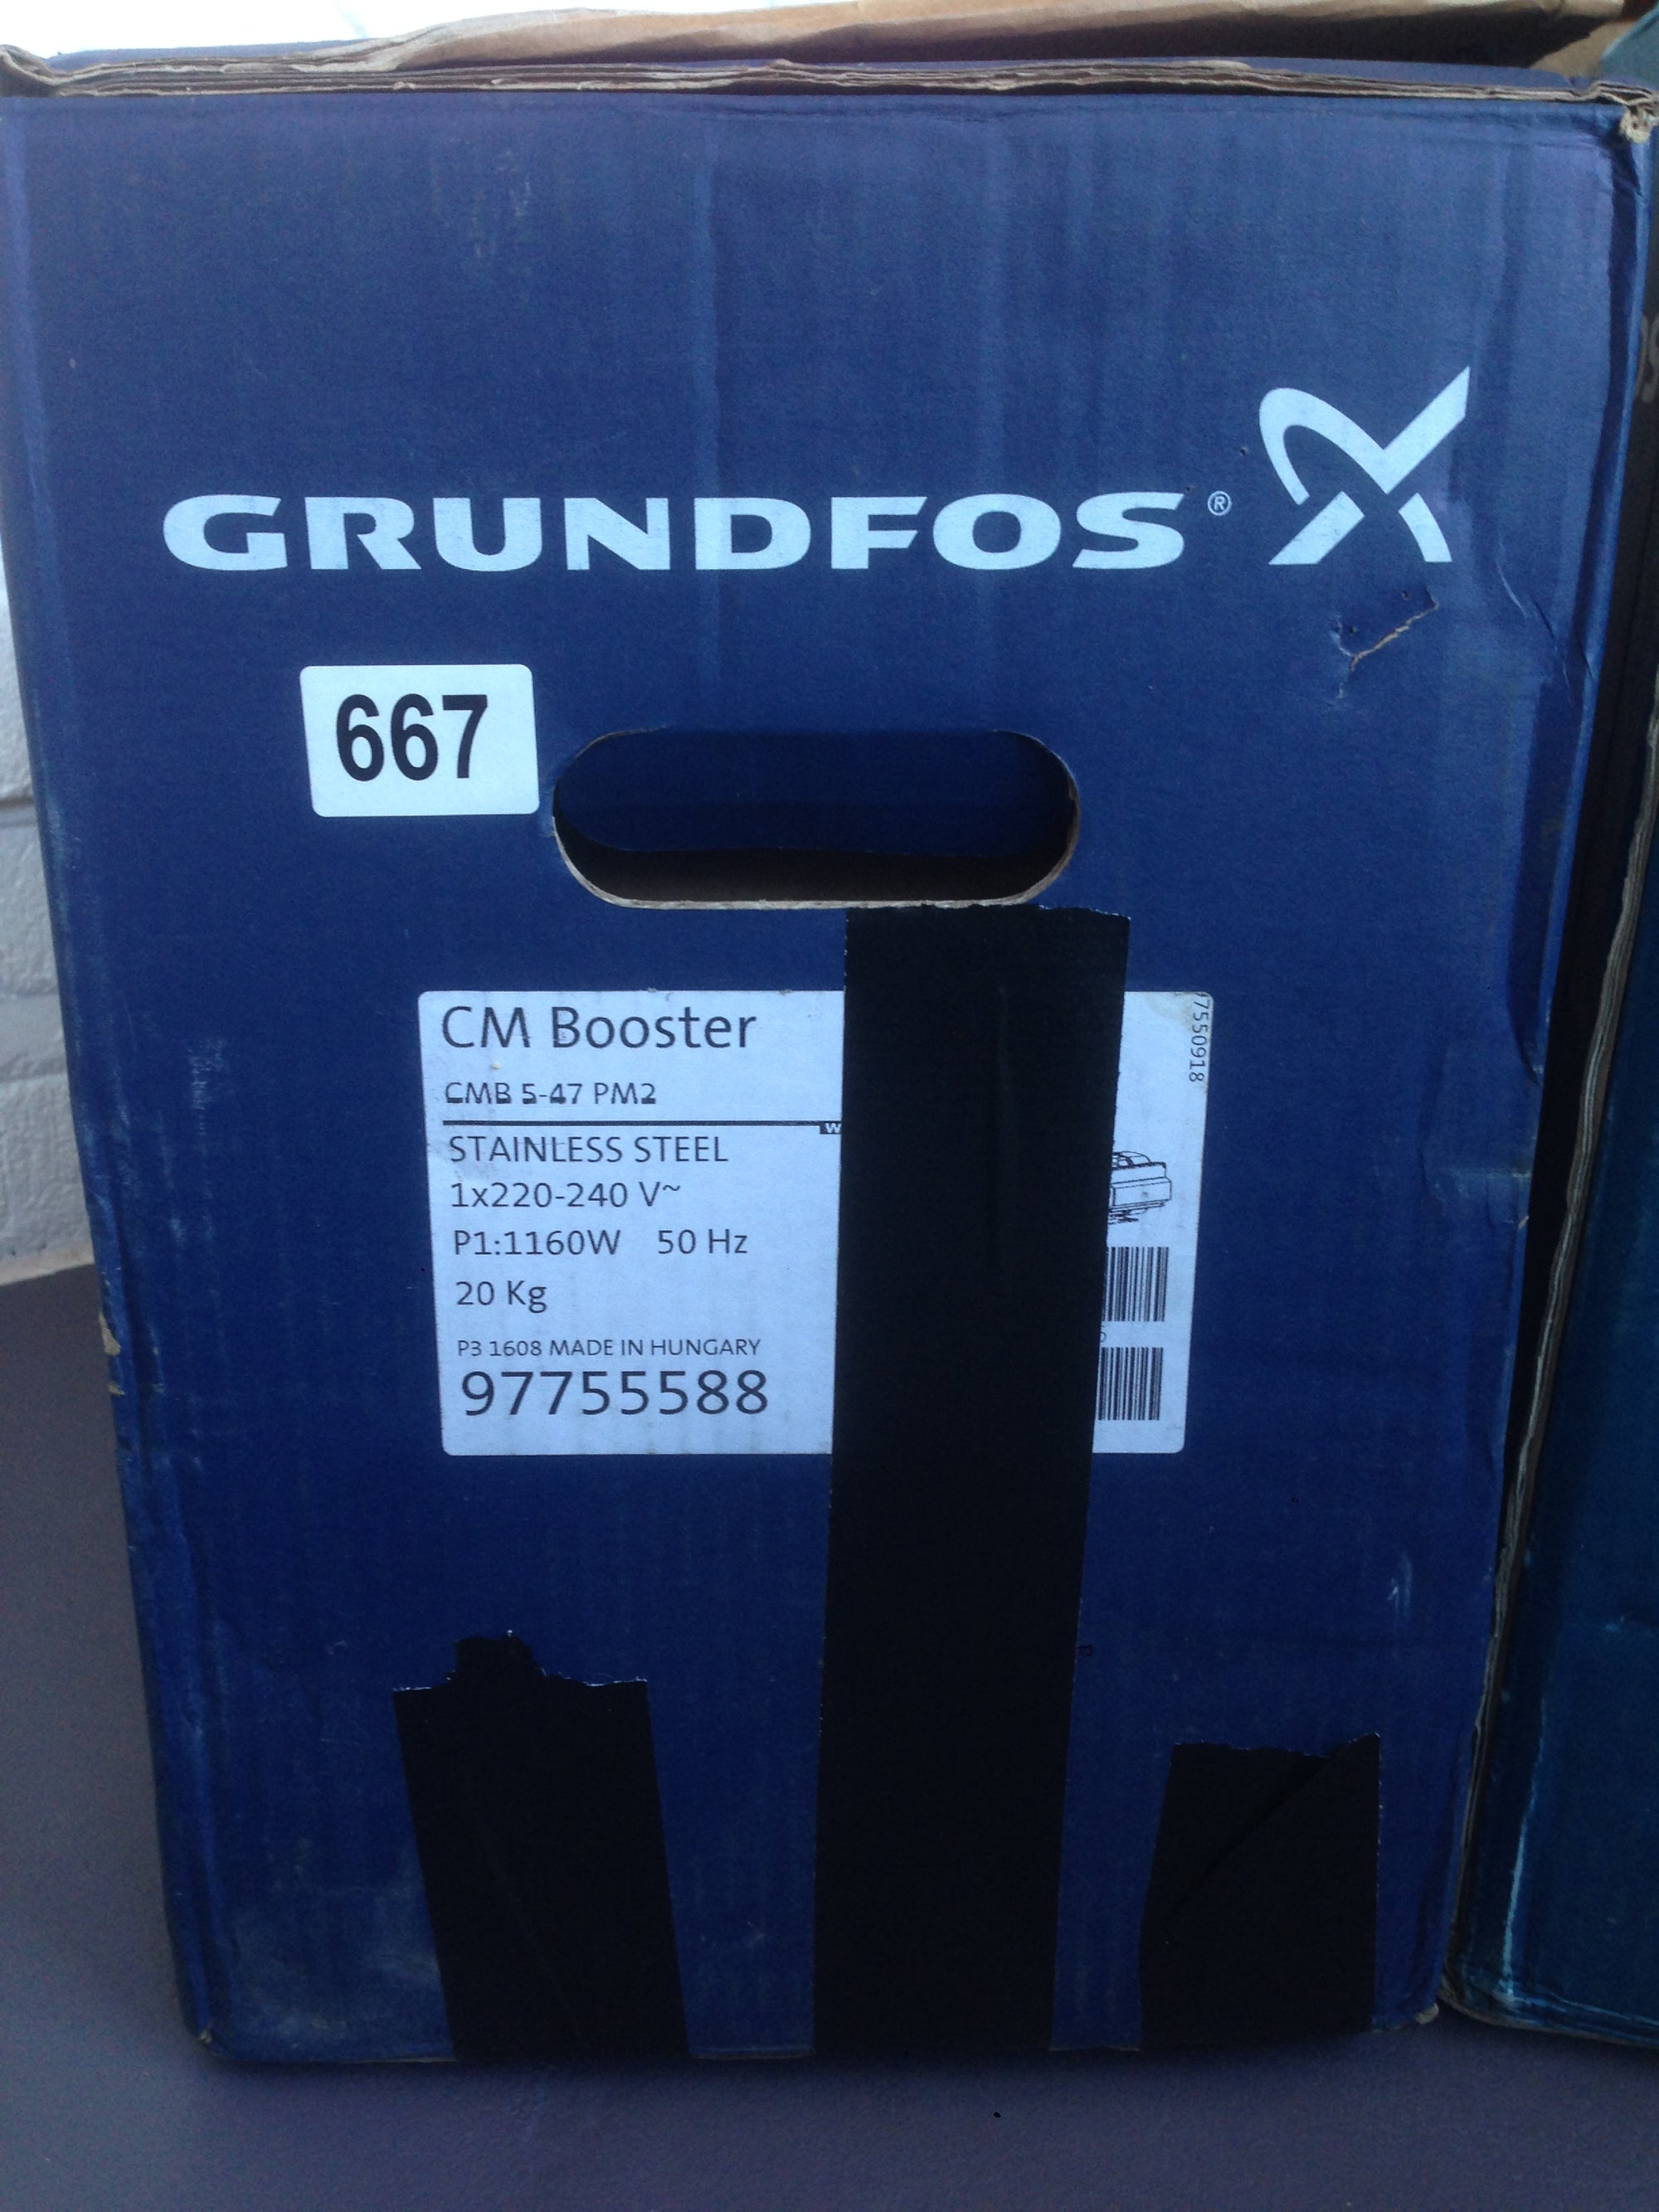 GRUNDFOS®
667
CM Booster
CMB 5-47 PM2
W
STAINLESS STEEL
1x220-240 V~
P1:1160W 50 Hz
20 Kg
P3 1608 MADE IN HUNGARY
97755588
7550918